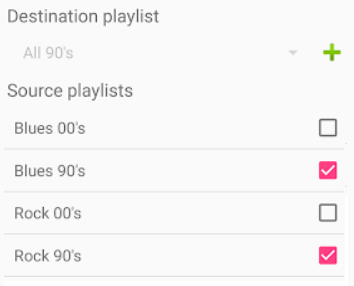 Destination playlist
All 90's
Source playlists
Blues 00's
Blues 90's
Rock 00's
Rock 90's